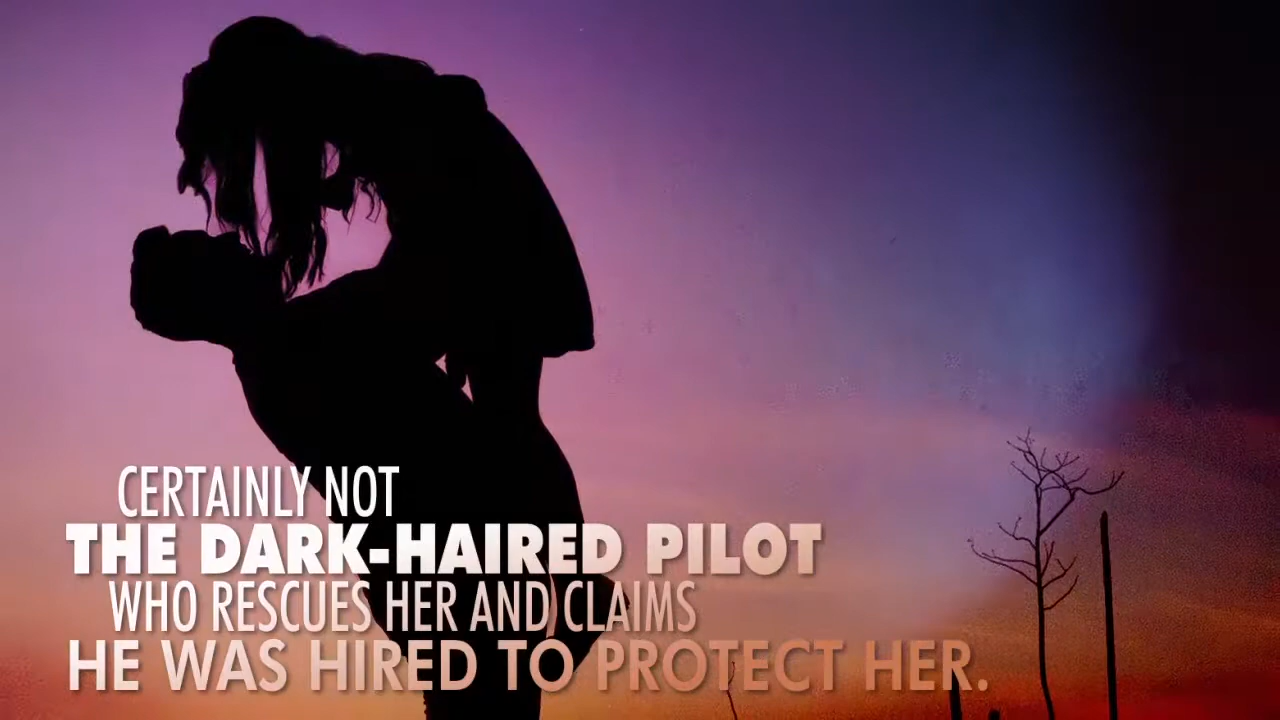 CERTAINLY NOT
THE DARK-HAIRED PILOT
WHO RESCUES HER AND CLAIMS
HE WAS HIRED TO PROTECT HER.